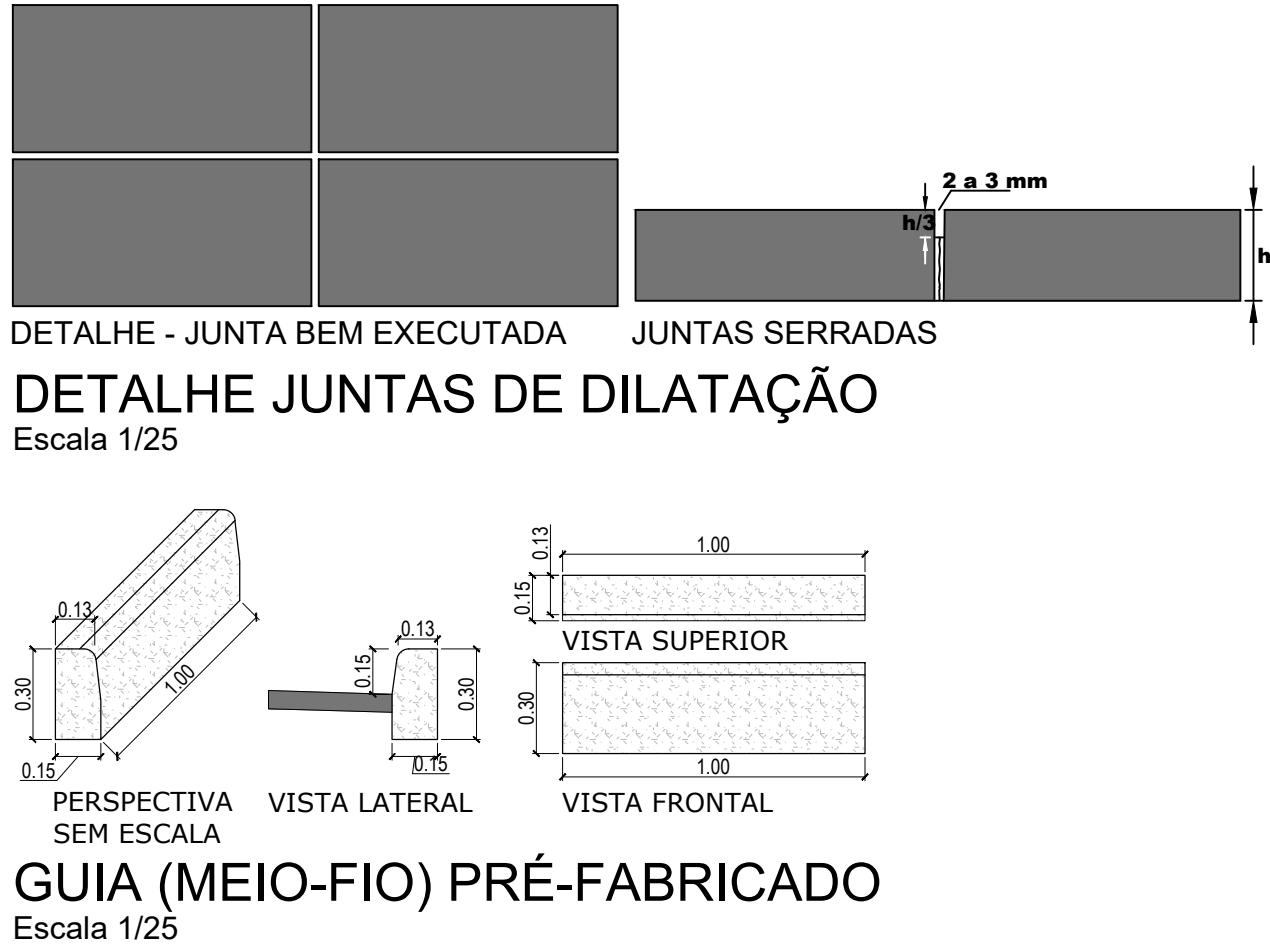 2 a 3 mm
h/3
h
DETALHE - JUNTA BEM EXECUTADA
JUNTAS SERRADAS
DETALHE JUNTAS DE DILATAÇÃO
Escala 1/25
0.13
0.30
1.00
0.15
PERSPECTIVA
SEM ESCALA
0.13
0.15
0.30
0.15
VISTA LATERAL
0.13
1.00
0.15
VISTA SUPERIOR
0.30
1.00
VISTA FRONTAL
GUIA (MEIO-FIO) PRÉ-FABRICADO
Escala 1/25